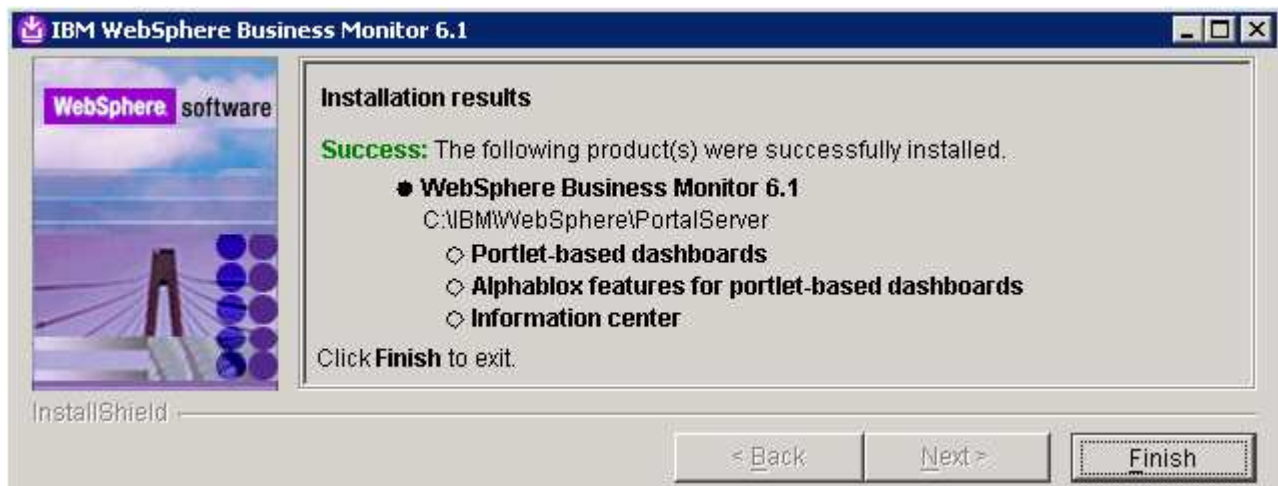 IBM WebSphere Business Monitor 6.1
WebSphere software
Installation results
Success: The following product(s) were successfully installed.
WebSphere Business Monitor 6.1
C:\IBM\WebSphere\PortalServer
Portlet-based dashboards
Alphablox features for portlet-based dashboards
Information center
Click Finish to exit.
InstallShield
< Back
Next >
Finish